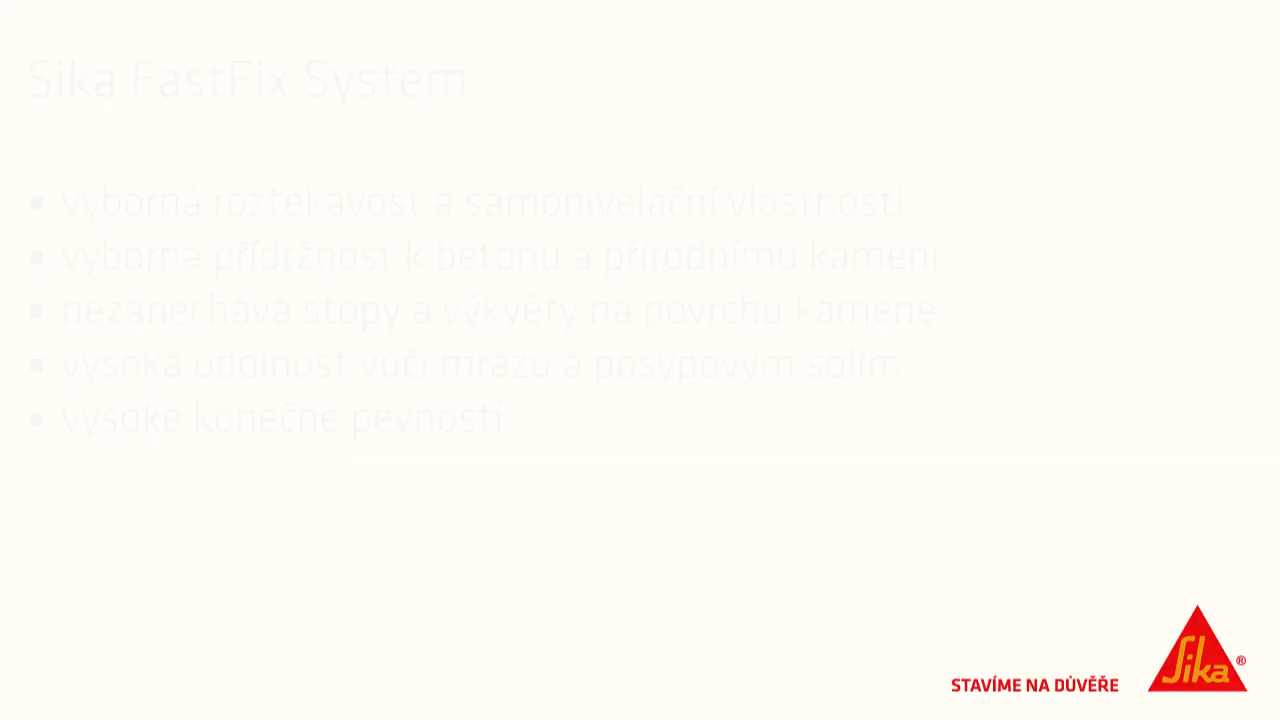 Sika FastFix System
▪ výborná roztékavost a samonivelační vlastnosti
▪ výborná přídržnost k betonu a přírodnímu kameni
▪ nezanechává stopy a výkvěty na povrchu kamene
▪ vysoká odolnost vůči mrazu a posypovým solím
▪ vysoké konečné pevnosti
STAVÍME NA DŮVĚŘE
Sika®